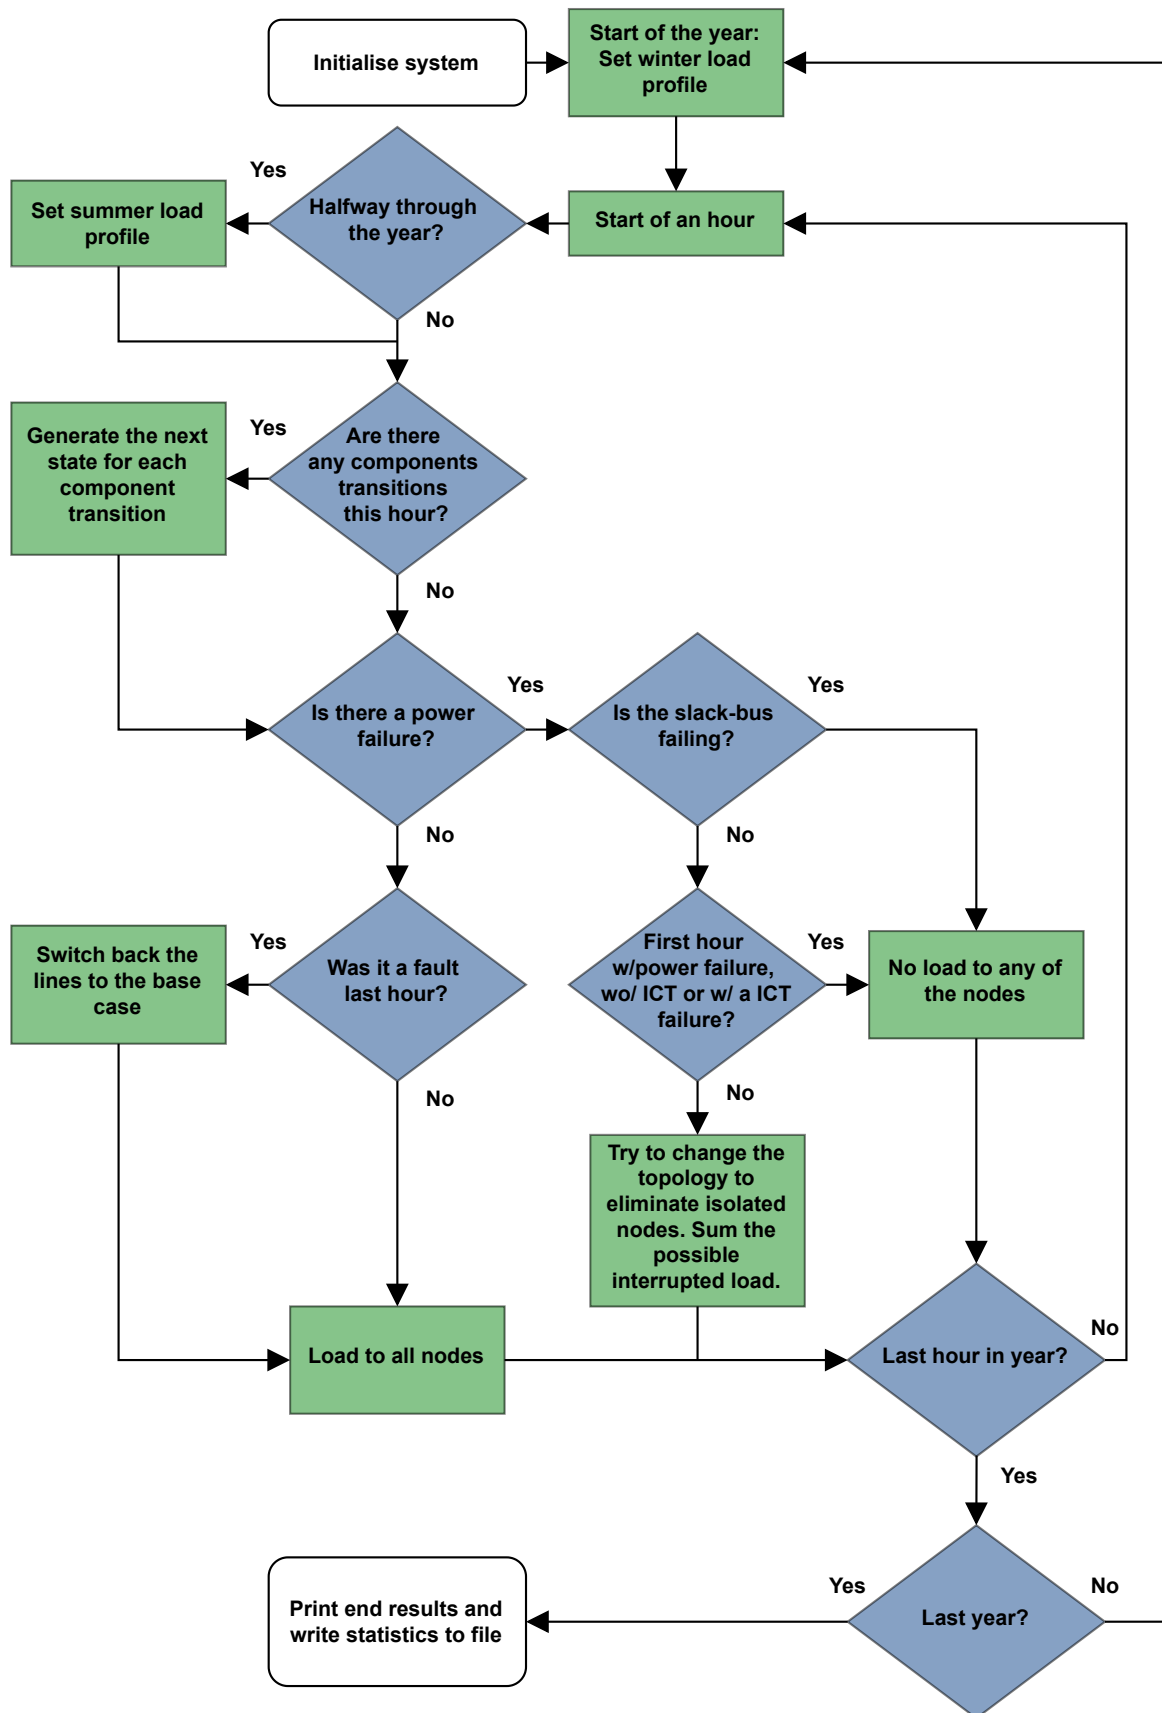 Initialise system
Start of the year:
Set winter load
profile
Yes
Set summer load
profile
Halfway through
the year?
Start of an hour
No
Generate the next
state for each
component
transition
Yes
Are there
any components
transitions
this hour?
No
Is there a power
failure?
Yes
Is the slack-bus
failing?
Yes
No
No
Switch back the
lines to the base
case
Yes
Was it a fault
last hour?
First hour
w/power failure,
wo/ ICT or w/ a ICT
failure?
Yes
No load to any of
the nodes
No
No
Try to change the
topology to
eliminate isolated
nodes. Sum the
possible
interrupted load.
Load to all nodes
Last hour in year?
No
Yes
Print end results and
write statistics to file
Yes
Last year?
No